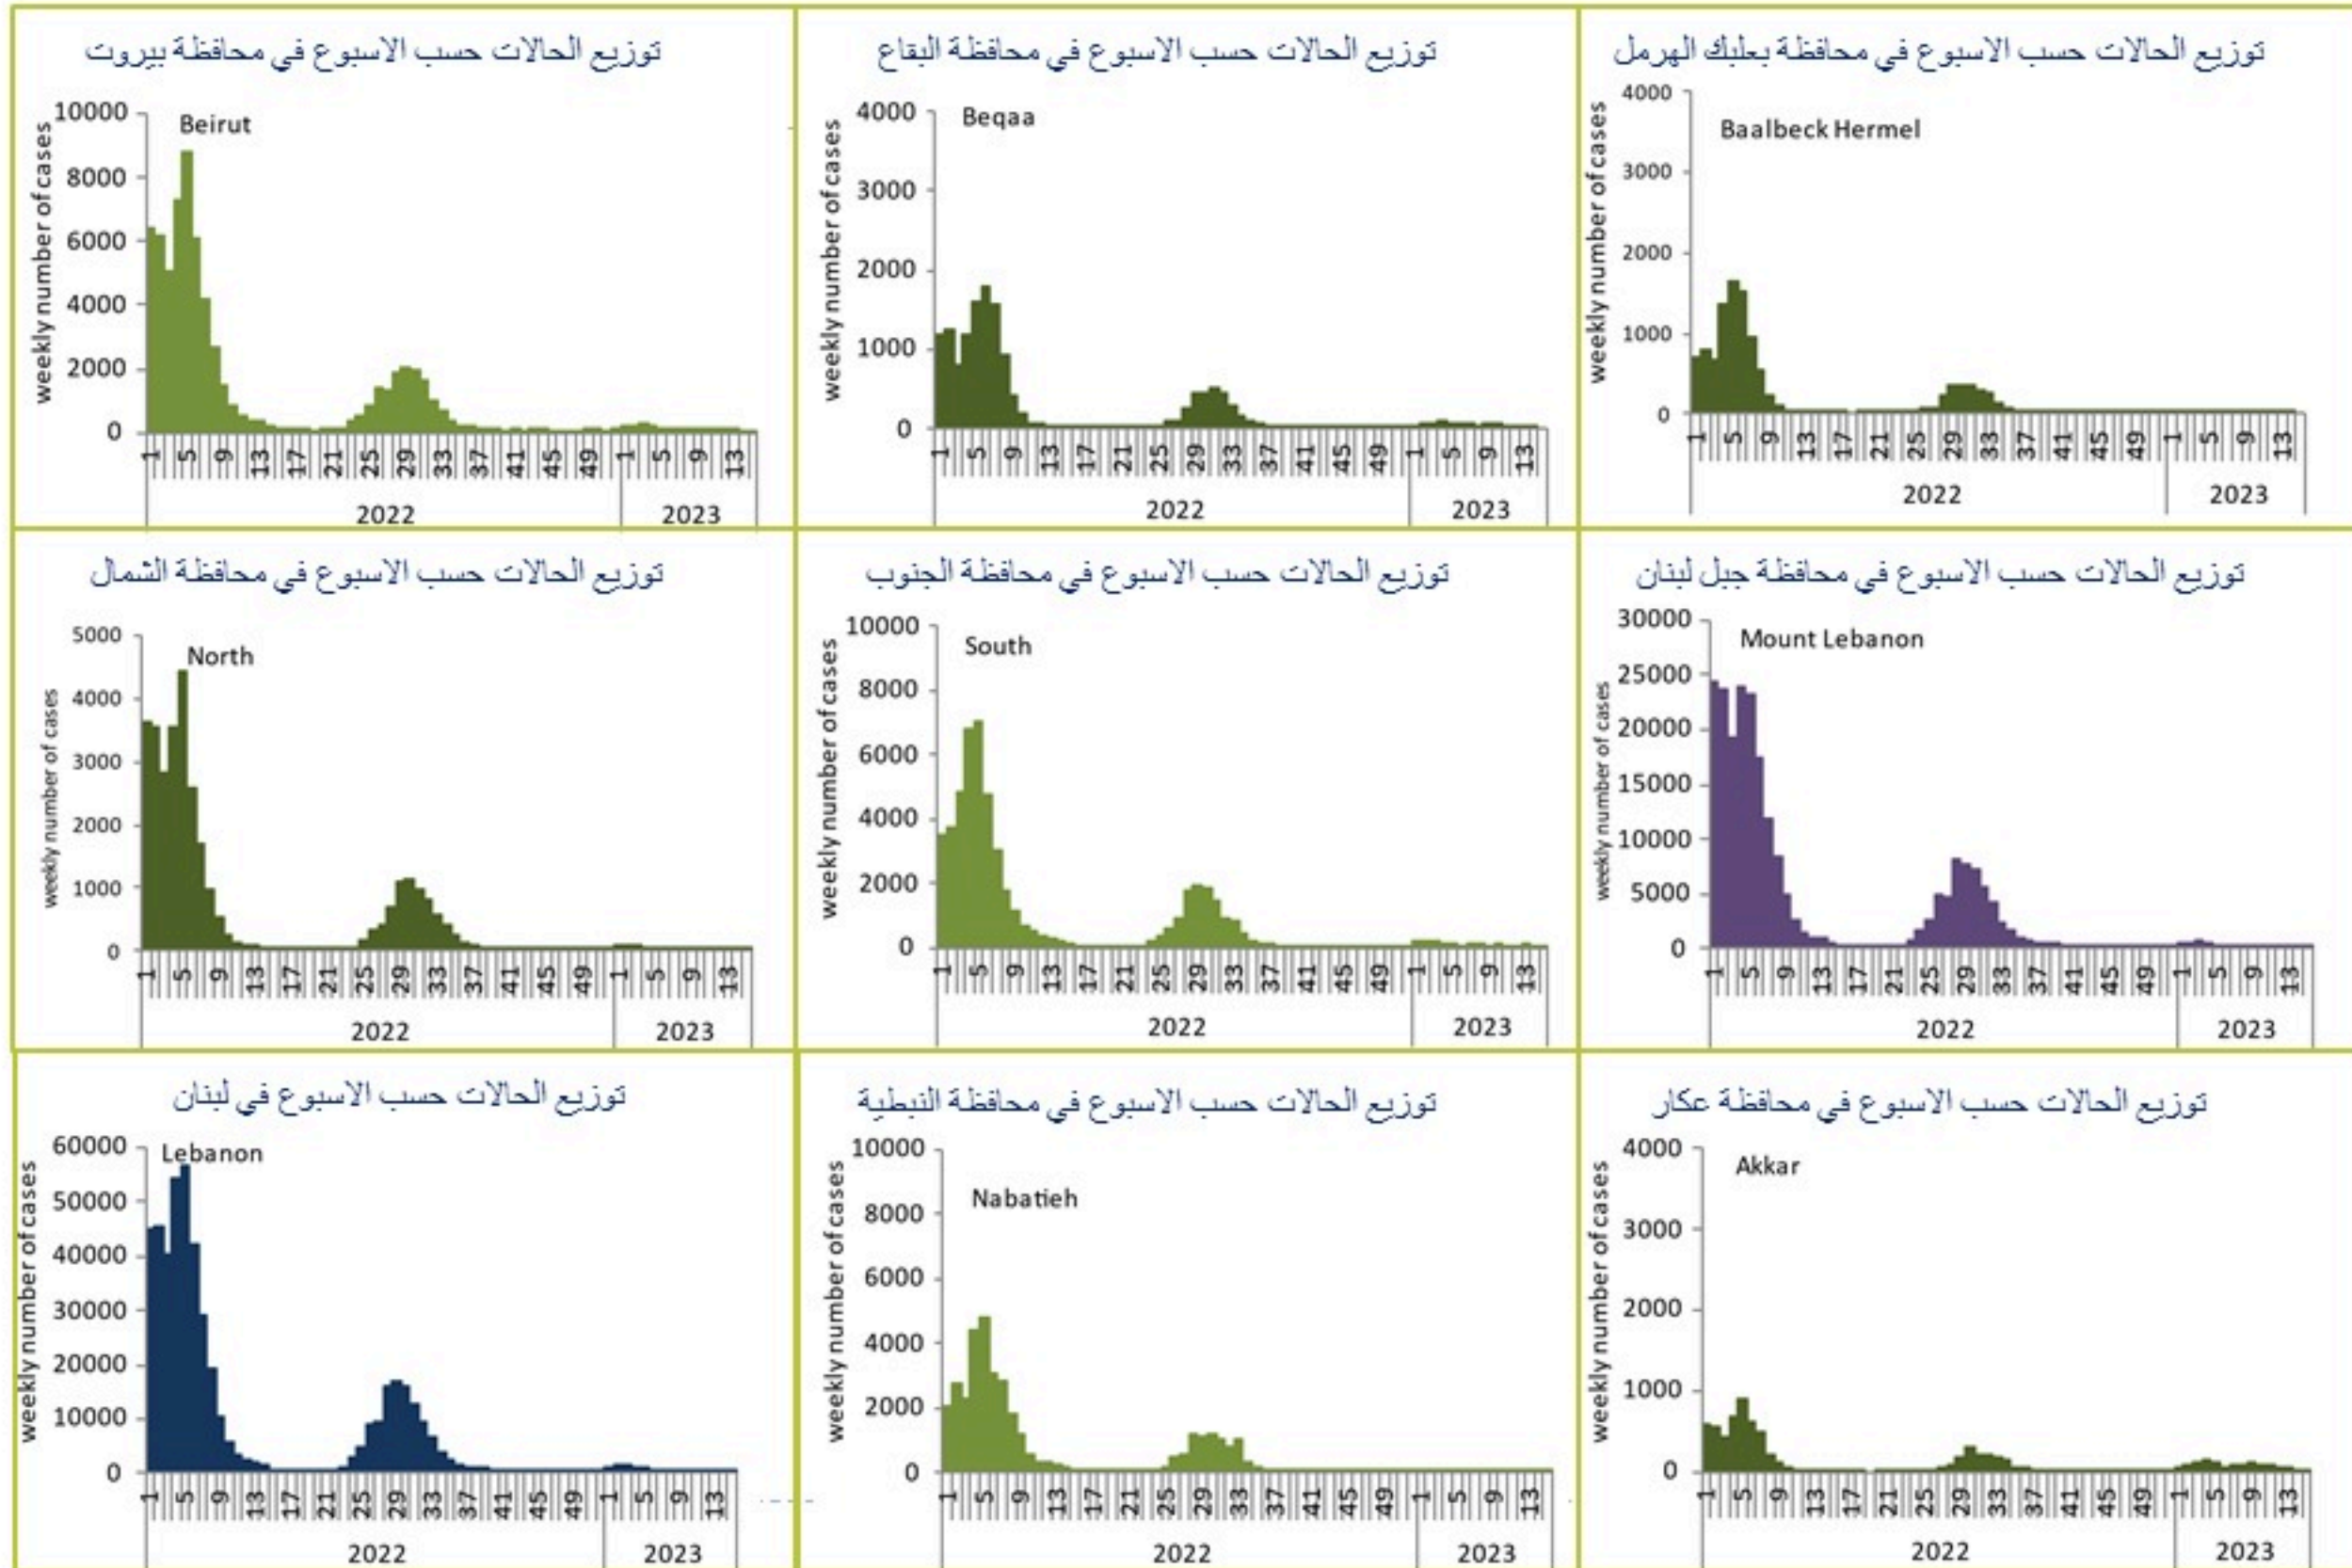 توزيع الحالات حسب الاسبوع في محافظة بيروت
Beirut
weekly number of cases
10000
8000
6000
4000
2000
0
1 5 9 13 17 21 25 29 33 37 41 45 49 1 5 9 13
2022 2023
توزيع الحالات حسب الاسبوع في محافظة البقاع
Beqaa
weekly number of cases
4000
3000
2000
1000
0
1 5 9 13 17 21 25 29 33 37 41 45 49 1 5 9 13
2022 2023
توزيع الحالات حسب الاسبوع في محافظة بعلبك الهرمل
Baalbeck Hermel
weekly number of cases
4000
3000
2000
1000
0
1 5 9 13 17 21 25 29 33 37 41 45 49 1 5 9 13
2022 2023
توزيع الحالات حسب الاسبوع في محافظة الشمال
North
weekly number of cases
5000
4000
3000
2000
1000
0
1 5 9 13 17 21 25 29 33 37 41 45 49 1 5 9 13
2022 2023
توزيع الحالات حسب الاسبوع في محافظة الجنوب
South
weekly number of cases
10000
8000
6000
4000
2000
0
1 5 9 13 17 21 25 29 33 37 41 45 49 1 5 9 13
2022 2023
توزيع الحالات حسب الاسبوع في محافظة جبل لبنان
Mount Lebanon
weekly number of cases
30000
25000
20000
15000
10000
5000
0
1 5 9 13 17 21 25 29 33 37 41 45 49 1 5 9 13
2022 2023
توزيع الحالات حسب الاسبوع في لبنان
Lebanon
weekly number of cases
60000
50000
40000
30000
20000
10000
0
1 5 9 13 17 21 25 29 33 37 41 45 49 1 5 9 13
2022 2023
توزيع الحالات حسب الاسبوع في محافظة النبطية
Nabatieh
weekly number of cases
10000
8000
6000
4000
2000
0
1 5 9 13 17 21 25 29 33 37 41 45 49 1 5 9 13
2022 2023
توزيع الحالات حسب الاسبوع في محافظة عكار
Akkar
weekly number of cases
4000
3000
2000
1000
0
1 5 9 13 17 21 25 29 33 37 41 45 49 1 5 9 13
2022 2023